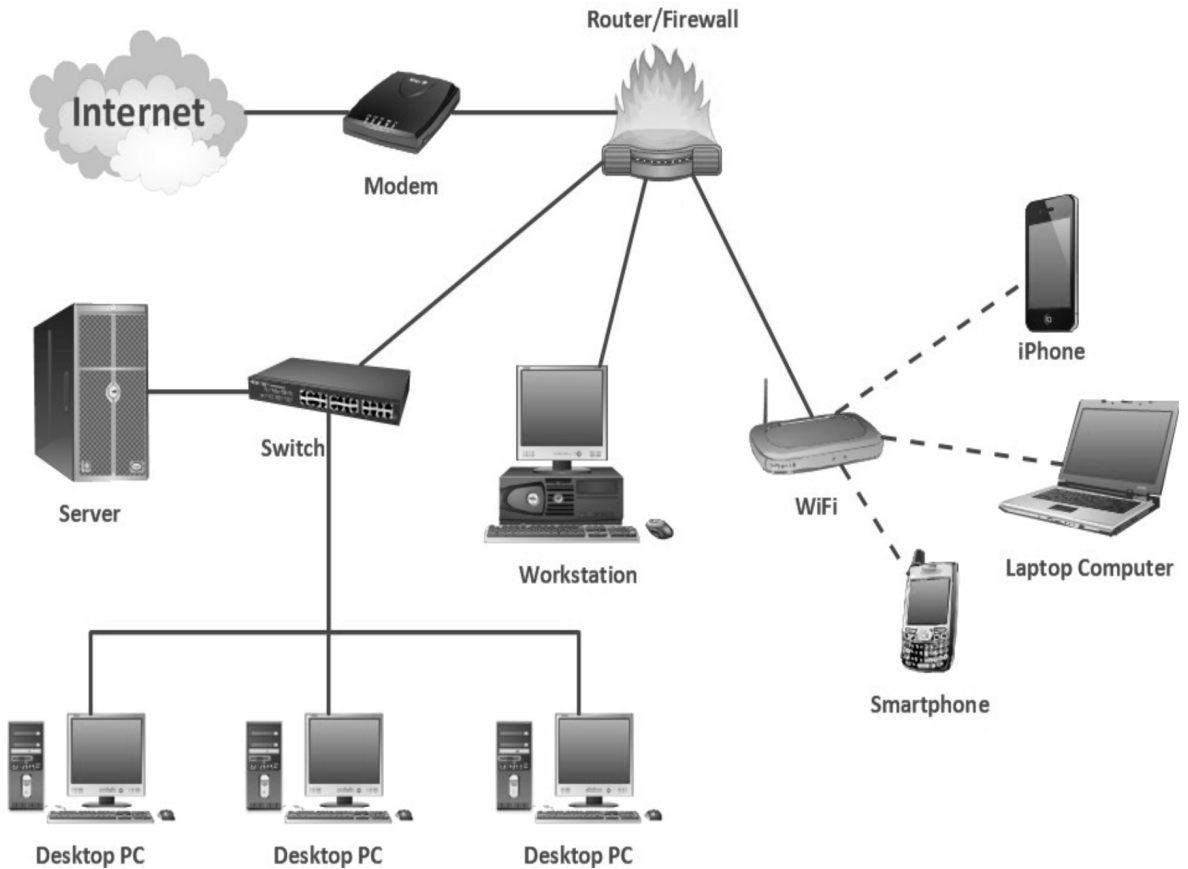 Router/Firewall
Internet
Modem
iPhone
Switch
Server
WiFi
Workstation
Laptop Computer
Smartphone
Desktop PC
Desktop PC
Desktop PC